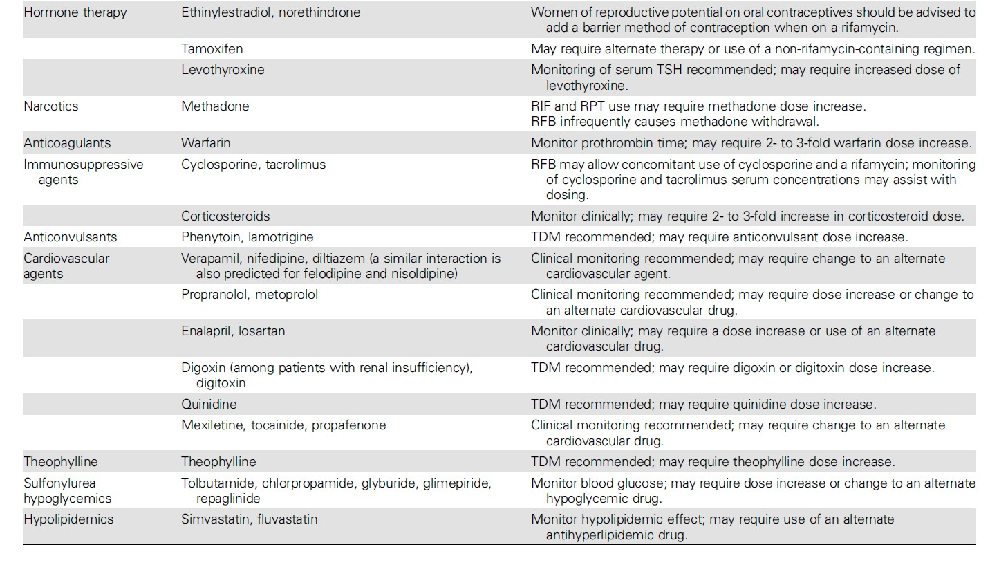 Hormone therapy Ethinylestradiol, norethindrone Women of reproductive potential on oral contraceptives should be advised to
add a barrier method of contraception when on a rifamycin.
Tamoxifen May require alternate therapy or use of a non-rifamycin-containing regimen.
Levothyroxine Monitoring of serum TSH recommended; may require increased dose of
levothyroxine.
Narcotics Methadone RIF and RPT use may require methadone dose increase.
RFB infrequently causes methadone withdrawal.
Anticoagulants Warfarin Monitor prothrombin time; may require 2- to 3-fold warfarin dose increase.
Immunosuppressive Cyclosporine, tacrolimus RFB may allow concomitant use of cyclosporine and a rifamycin; monitoring
agents of cyclosporine and tacrolimus serum concentrations may assist with
dosing.
Corticosteroids Monitor clinically; may require 2- to 3-fold increase in corticosteroid dose.
Anticonvulsants Phenytoin, lamotrigine TDM recommended; may require anticonvulsant dose increase.
Cardiovascular Verapamil, nifedipine, diltiazem (a similar interaction is Clinical monitoring recommended; may require change to an alternate
agents also predicted for felodipine and nisoldipine) cardiovascular agent.
Propranolol, metoprolol Clinical monitoring recommended; may require dose increase or change to
an alternate cardiovascular drug.
Enalapril, losartan Monitor clinically; may require a dose increase or use of an alternate
cardiovascular drug.
Digoxin (among patients with renal insufficiency), TDM recommended; may require digoxin or digitoxin dose increase.
digitoxin
Quinidine TDM recommended; may require quinidine dose increase.
Mexiletine, tocainide, propafenone Clinical monitoring recommended; may require change to an alternate
cardiovascular drug.
Theophylline Theophylline TDM recommended; may require theophylline dose increase.
Sulfonylurea Tolbutamide, chlorpropamide, glyburide, glimepiride, Monitor blood glucose; may require dose increase or change to an alternate
hypoglycemics repaglinide hypoglycemic drug.
Hypolipidemics Simvastatin, fluvastatin Monitor hypolipidemic effect; may require use of an alternate
antihyperlipidemic drug.